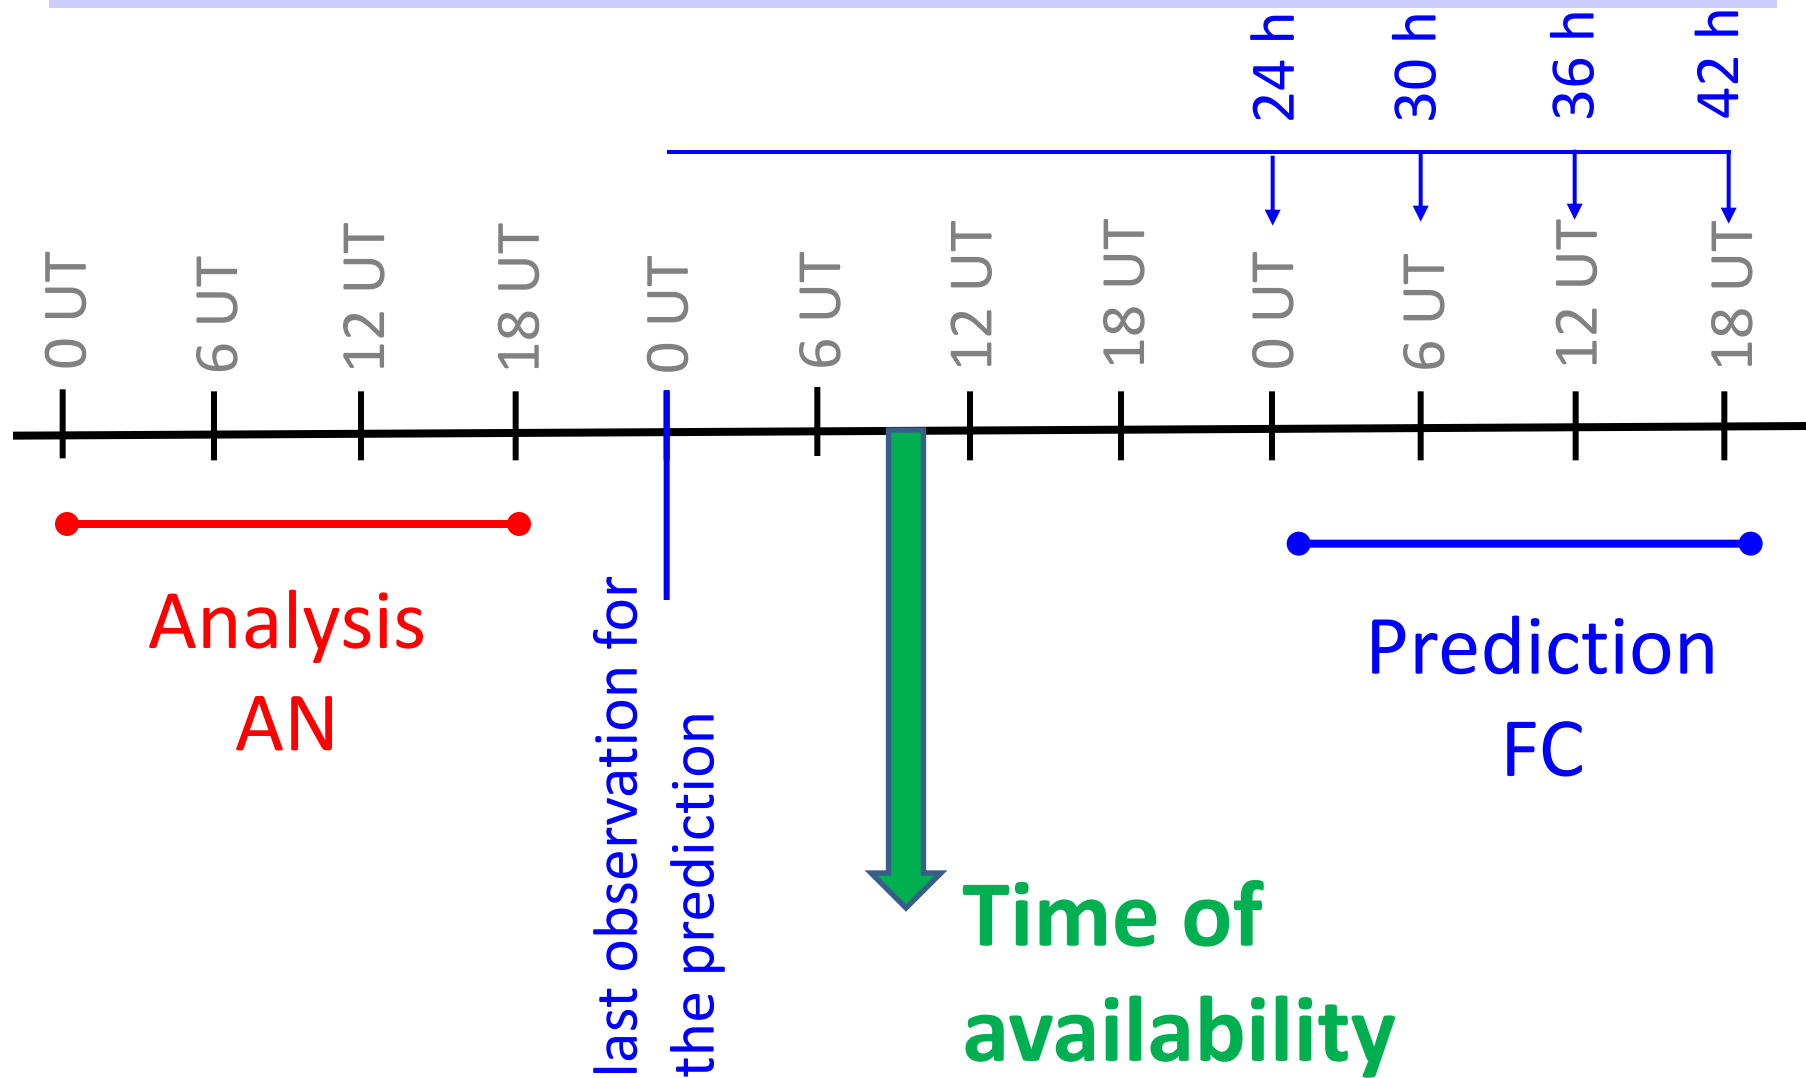 24 h
30 h
36 h
42 h
0 UT
6 UT
12 UT
18 UT
0 UT
6 UT
12 UT
18 UT
0 UT
6 UT
12 UT
18 UT
Analysis
AN
last observation for
the prediction
Prediction
FC
Time of
availability